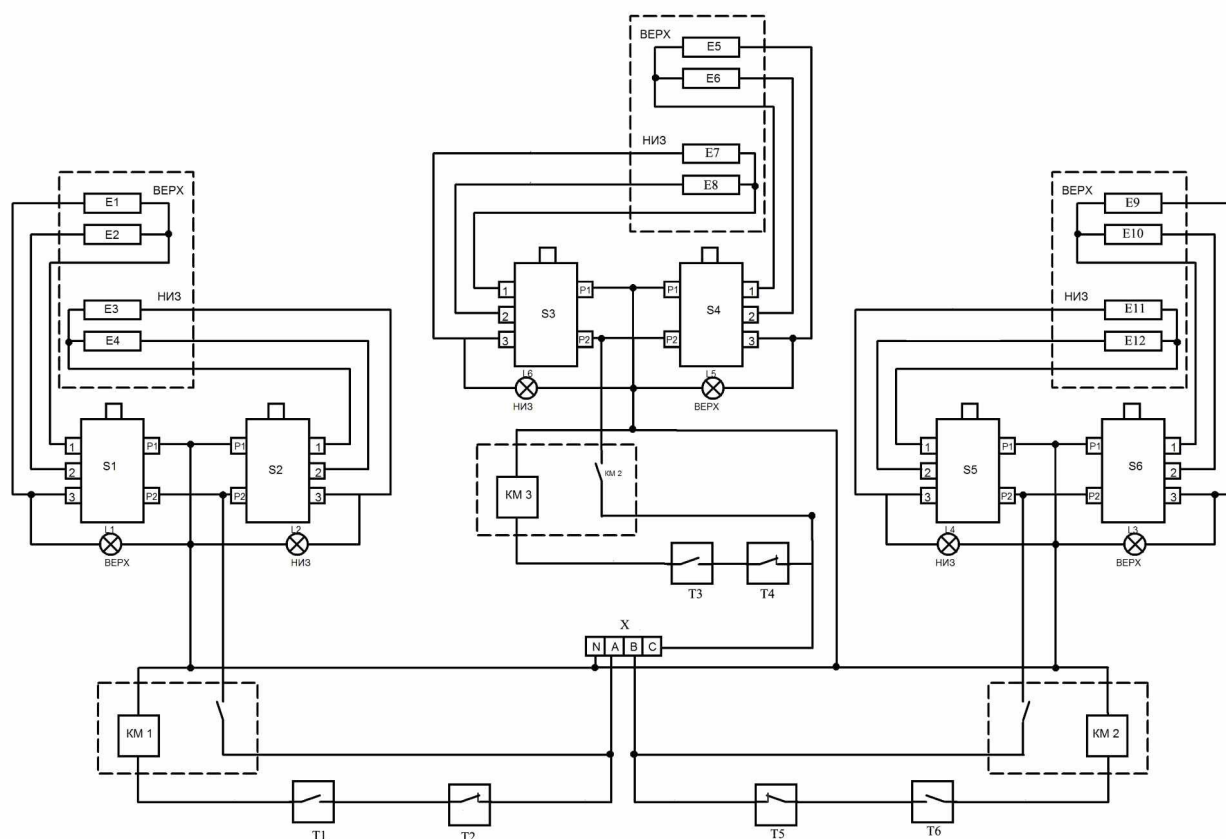 ВЕРХ
E5
E6
НИЗ
E7
E8
ВЕРХ
E1
E2
НИЗ
E3
E4
ВЕРХ
E9
E10
НИЗ
E11
E12
1
2
3
S3
P1
P2
P1
P2
S4
1
2
3
L6
НИЗ
L5
ВЕРХ
1
2
3
S1
P1
P2
P1
P2
S2
1
2
3
L1
ВЕРХ
L2
НИЗ
1
2
3
S5
P1
P2
P1
P2
S6
1
2
3
L4
НИЗ
L3
ВЕРХ
КМ 3
КМ 2
T3
T4
X
N A B C
КМ 1
КМ 2
T1
T2
T5
T6